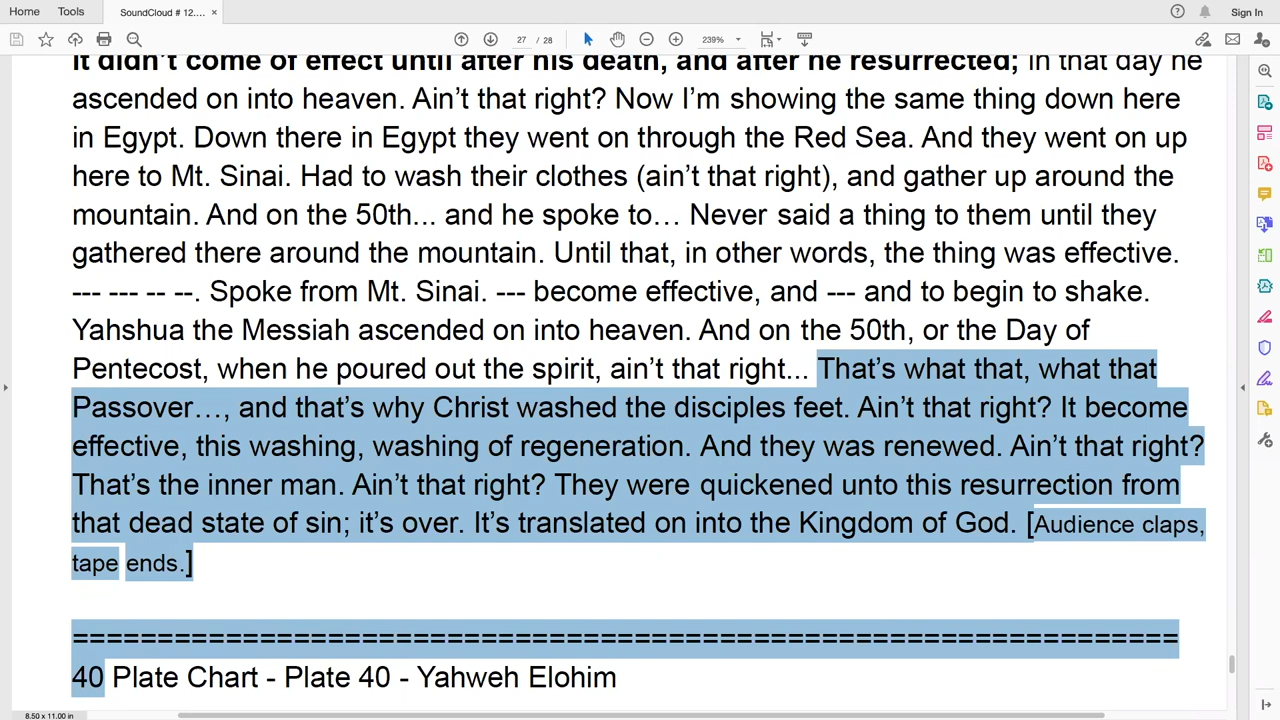 Home Tools SoundCloud # 12.... × Sign In
27 / 28 239%
it didn't come of effect until after his death, and after he resurrected; in that day he
ascended on into heaven. Ain't that right? Now I'm showing the same thing down here
in Egypt. Down there in Egypt they went on through the Red Sea. And they went on up
here to Mt. Sinai. Had to wash their clothes (ain't that right), and gather up around the
mountain. And on the 50th... and he spoke to… Never said a thing to them until they
gathered there around the mountain. Until that, in other words, the thing was effective.
--- --- -- --. Spoke from Mt. Sinai. --- become effective, and --- and to begin to shake.
Yahshua the Messiah ascended on into heaven. And on the 50th, or the Day of
Pentecost, when he poured out the spirit, ain't that right... That's what that, what that
Passover…, and that's why Christ washed the disciples feet. Ain't that right? It become
effective, this washing, washing of regeneration. And they was renewed. Ain't that right?
That's the inner man. Ain't that right? They were quickened unto this resurrection from
that dead state of sin; it's over. It's translated on into the Kingdom of God. [Audience claps,
tape ends.]
=================================================================
40 Plate Chart - Plate 40 - Yahweh Elohim
8.50 x 11.00 in